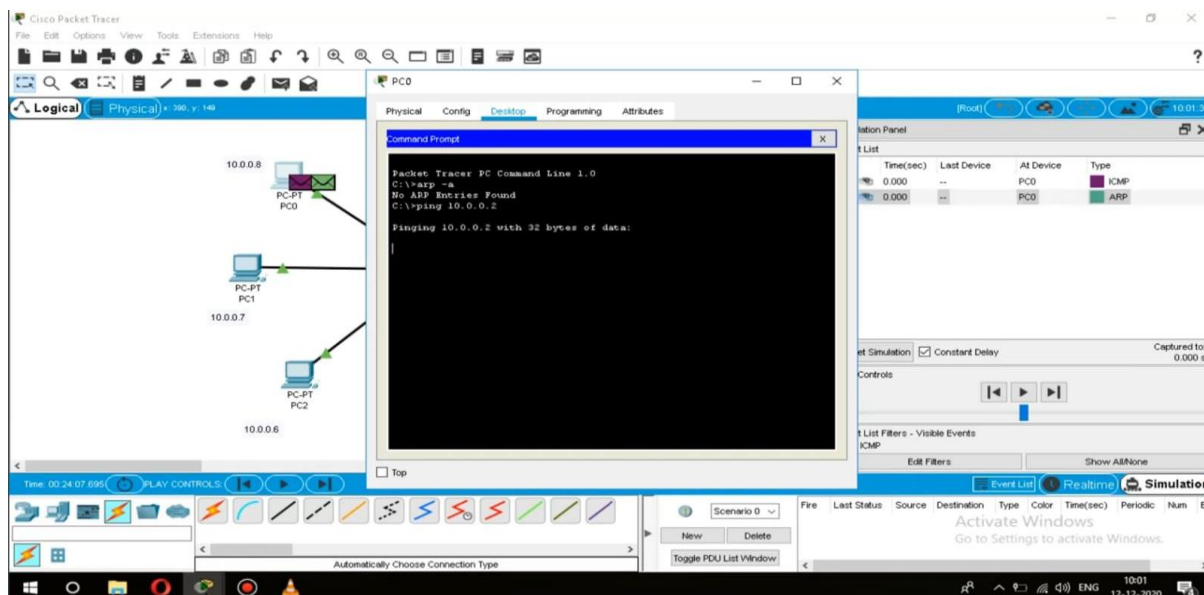 Cisco Packet Tracer
File Edit Options View Tools Extensions Help
?
Logical
Physical
x: 390, y: 149
[Root]
PC0
Physical Config Desktop Programming Attributes
Command Prompt
X
Packet Tracer PC Command Line 1.0
C:\>arp -a
No ARP Entries Found
C:\>ping 10.0.0.2
Pinging 10.0.0.2 with 32 bytes of data:
Top
10.0.0.8
PC-PT
PC0
PC-PT
PC1
10.0.0.7
PC-PT
PC2
10.0.0.6
lation Panel
t List
Time(sec) Last Device At Device Type
0.000 -- PC0 ICMP
0.000 -- PC0 ARP
et Simulation Constant Delay
Captured to:
0.000 s
Controls
t List Filters - Visible Events
ICMP
Edit Filters Show All/None
Time: 00:24:07.695 PLAY CONTROLS:
Event List Realtime Simulation
Scenario 0
New Delete
Toggle PDU List Window
Fire Last Status Source Destination Type Color Time(sec) Periodic Num E
Activate Windows
Go to Settings to activate Windows.
Automatically Choose Connection Type
ENG
10:01
12-12-2020